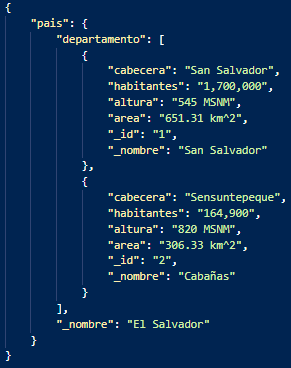 {
"pais": {
"departamento": [
{
"cabecera": "San Salvador",
"habitantes": "1,700,000",
"altura": "545 MSNM",
"area": "651.31 km^2",
"_id": "1",
"_nombre": "San Salvador"
},
{
"cabecera": "Sensuntepeque",
"habitantes": "164,900",
"altura": "820 MSNM",
"area": "306.33 km^2",
"_id": "2",
"_nombre": "Cabañas"
}
],
"_nombre": "El Salvador"
}
}